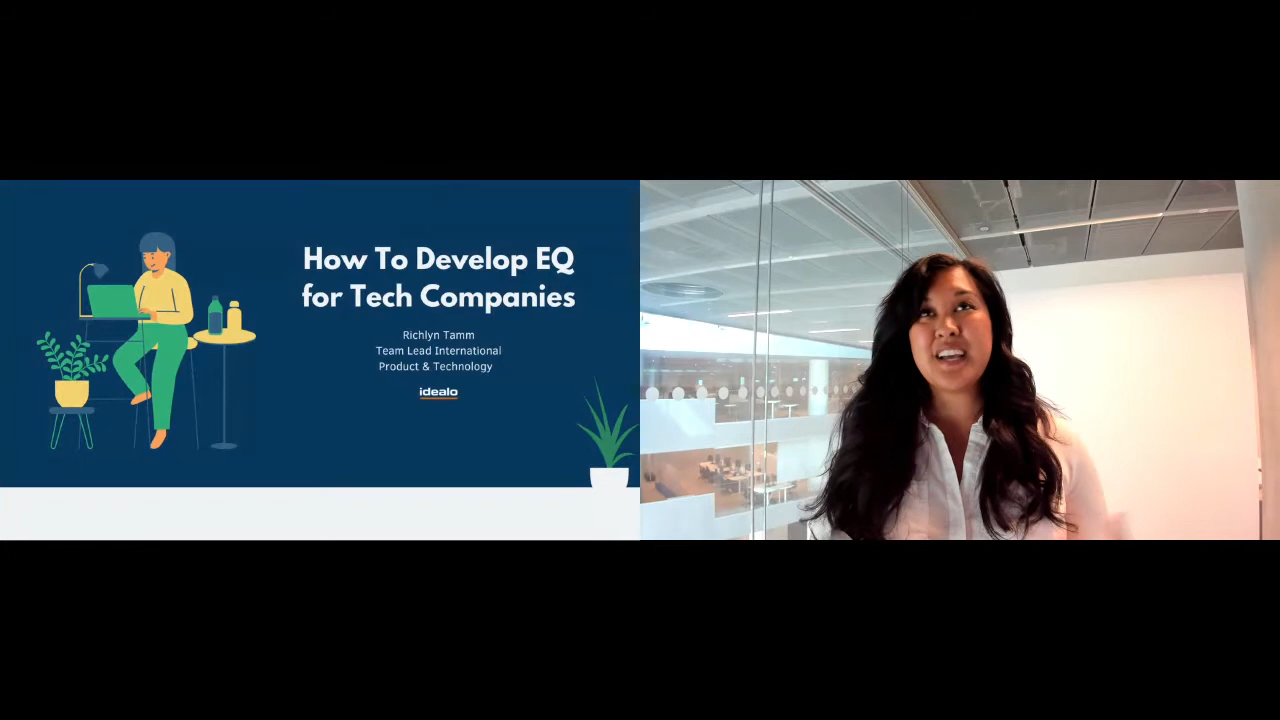 How To Develop EQ
for Tech Companies
Richlyn Tamm
Team Lead International
Product & Technology
idealo